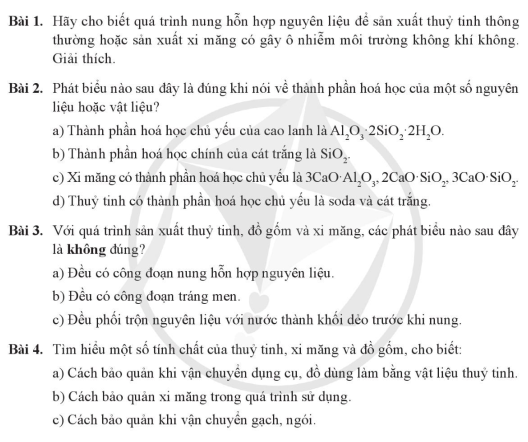 Bài 1. Hãy cho biết quá trình nung hỗn hợp nguyên liệu để sản xuất thuỷ tinh thông
thường hoặc sản xuất xi măng có gây ô nhiễm môi trường không khí không.
Giải thích.
Bài 2. Phát biểu nào sau đây là đúng khi nói về thành phần hoá học của một số nguyên
liệu hoặc vật liệu?
a) Thành phần hoá học chủ yếu của cao lanh là Al₂O₃·2SiO₂·2H₂O.
b) Thành phần hoá học chính của cát trắng là SiO₂.
c) Xi măng có thành phần hoá học chủ yếu là 3CaO·Al₂O₃, 2CaO·SiO₂, 3CaO·SiO₂.
d) Thuỷ tinh có thành phần hoá học chủ yếu là soda và cát trắng.
Bài 3. Với quá trình sản xuất thuỷ tinh, đồ gốm và xi măng, các phát biểu nào sau đây
là không đúng?
a) Đều có công đoạn nung hỗn hợp nguyên liệu.
b) Đều có công đoạn tráng men.
c) Đều phối trộn nguyên liệu với nước thành khối dẻo trước khi nung.
Bài 4. Tìm hiểu một số tính chất của thuỷ tinh, xi măng và đồ gốm, cho biết:
a) Cách bảo quản khi vận chuyển dụng cụ, đồ dùng làm bằng vật liệu thuỷ tinh.
b) Cách bảo quản xi măng trong quá trình sử dụng.
c) Cách bảo quản khi vận chuyển gạch, ngói.